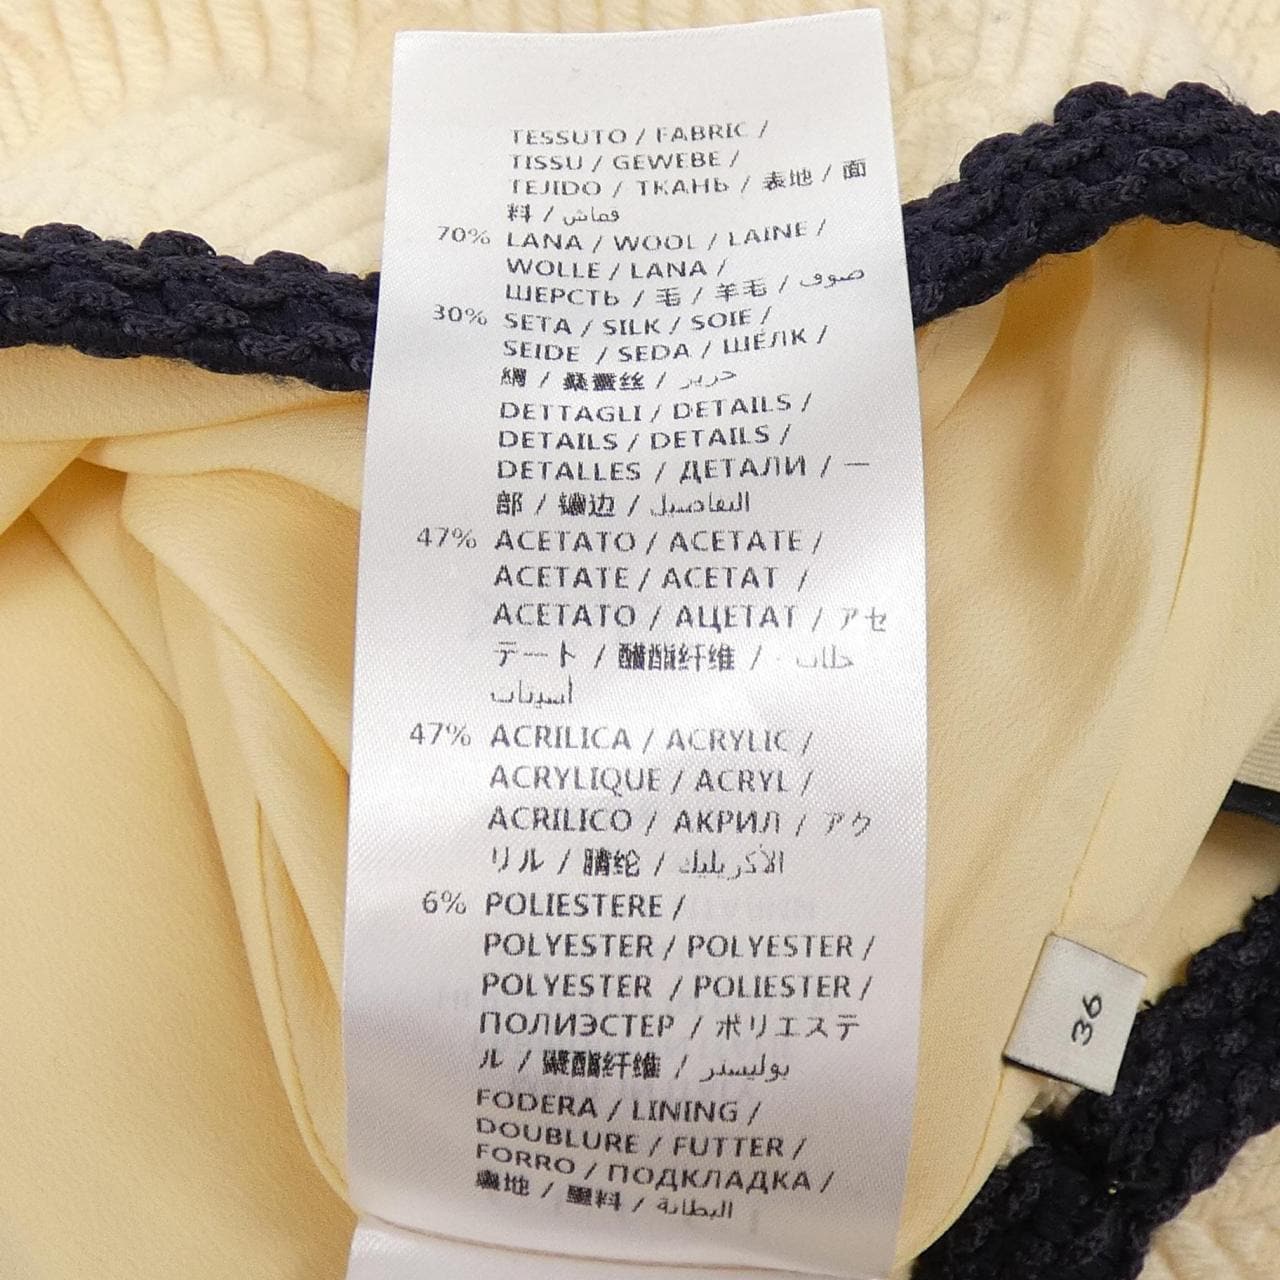 TESSUTO / FABRIC /
TISSU / GEWEBE /
TEJIDO / ТКАНЬ / 表地 / 面
料 / قماش
70% LANA / WOOL / LAINE /
WOLLE / LANA /
ШЕРСТЬ / 毛 / 羊毛 / صوف
30% SETA / SILK / SOIE /
SEIDE / SEDA / ШЁЛК /
絹 / 桑蚕丝 / حرير
DETTAGLI / DETAILS /
DETAILS / DETAILS /
DETALLES / ДЕТАЛИ / 一
部 / 镶边 / التفاصيل
47% ACETATO / ACETATE /
ACETATE / ACETAT /
ACETATO / АЦЕТАТ / アセ
テート / 醋酯纤维 /
47% ACRILICA / ACRYLIC /
ACRYLIQUE / ACRYL /
ACRILICO / АКРИЛ / アク
リル / 腈纶 / الأكريليك
6% POLIESTERE /
POLYESTER / POLYESTER /
POLYESTER / POLIESTER /
ПОЛИЭСТЕР / ポリエステ
ル / 聚酯纤维 / بوليستر
FODERA / LINING /
DOUBLURE / FUTTER /
FORRO / ПОДКЛАДКА /
裏地 / 里料 / البطانة
36